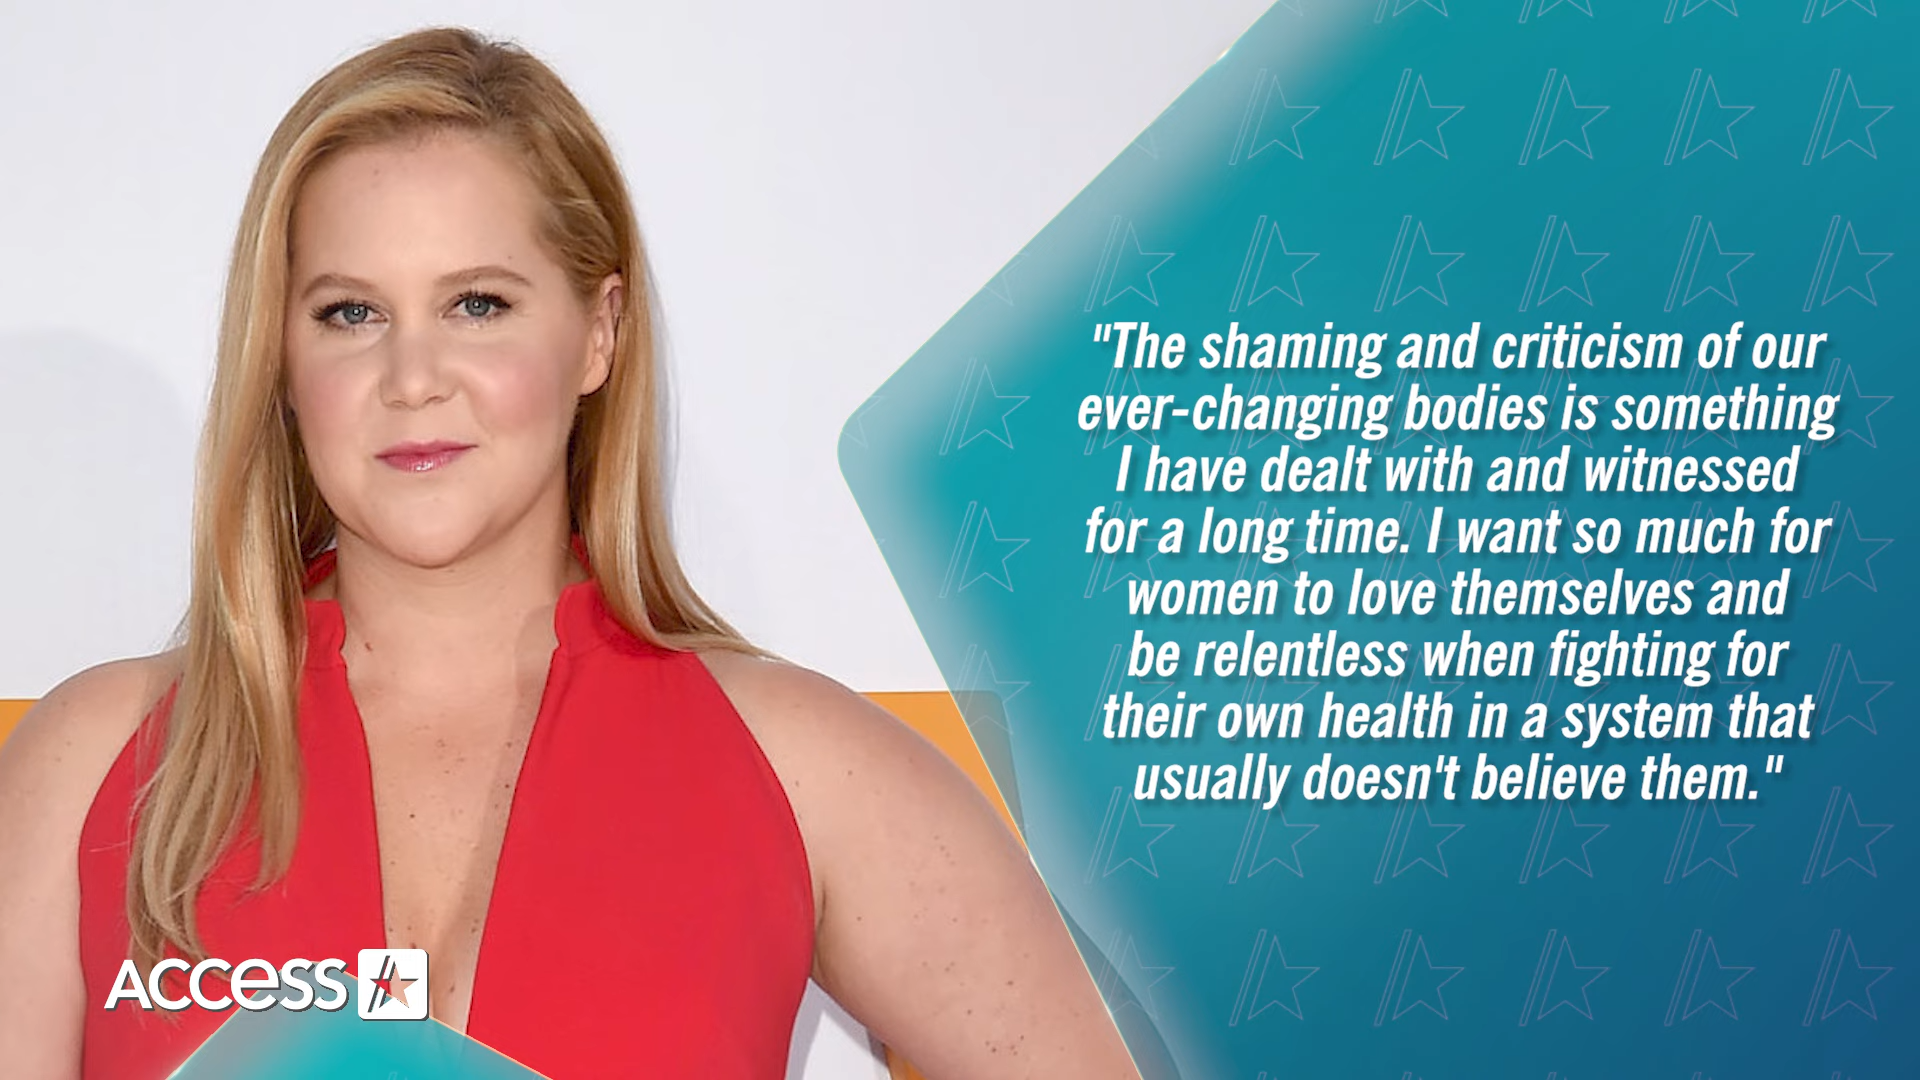 "The shaming and criticism of our
ever-changing bodies is something
I have dealt with and witnessed
for a long time. I want so much for
women to love themselves and
be relentless when fighting for
their own health in a system that
usually doesn't believe them."
ACCESS